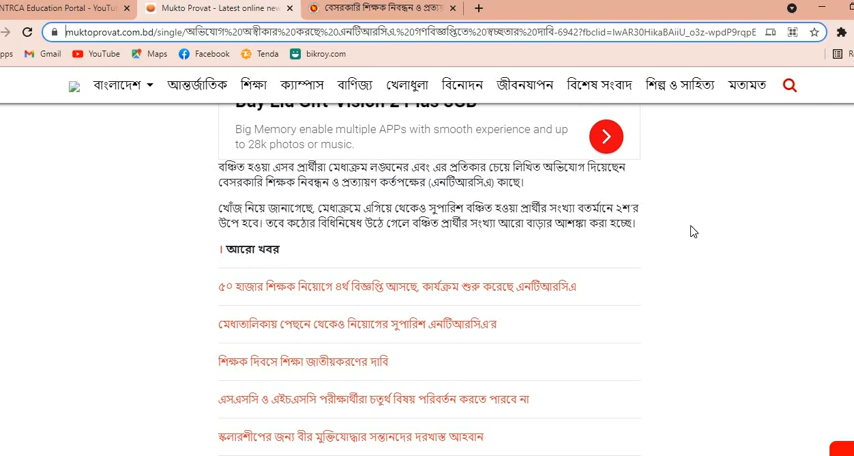 NTRCA Education Portal - YouTu
Mukto Provat - Latest online new
বেসরকারি শিক্ষক নিবন্ধন ও প্রত্যয়
muktoprovat.com.bd/single/অভিযোগ%20অস্বীকার%20করছে%20এনটিআরসিএ,%20গণবিজ্ঞপ্তিতে%20স্বচ্ছতার%20দাবি-6942?fbclid=IwAR30HikaBAiiU_o3z-wpdP9rqpE
pps Gmail YouTube Maps Facebook Tenda bikroy.com
বাংলাদেশ আন্তর্জাতিক শিক্ষা ক্যাম্পাস বাণিজ্য খেলাধুলা বিনোদন জীবনযাপন বিশেষ সংবাদ শিল্প ও সাহিত্য মতামত
Big Memory enable multiple APPs with smooth experience and up
to 28k photos or music.
বঞ্চিত হওয়া এসব প্রার্থীরা মেধাক্রম লঙ্ঘনের এবং এর প্রতিকার চেয়ে লিখিত অভিযোগ দিয়েছেন
বেসরকারি শিক্ষক নিবন্ধন ও প্রত্যায়ণ কর্তপক্ষের (এনটিআরসিএ) কাছে।
খোঁজ নিয়ে জানাগেছে, মেধাক্রমে এগিয়ে থেকেও সুপারিশ বঞ্চিত হওয়া প্রার্থীর সংখ্যা বতর্মানে ২শ'র
উপে হবে। তবে কঠোর বিধিনিষেধ উঠে গেলে বঞ্চিত প্রার্থীর সংখ্যা আরো বাড়ার আশঙ্কা করা হচ্ছে।
। আরো খবর
৫০ হাজার শিক্ষক নিয়োগে ৪র্থ বিজ্ঞপ্তি আসছে, কার্যক্রম শুরু করেছে এনটিআরসিএ
মেধাতালিকায় পেছনে থেকেও নিয়োগের সুপারিশ এনটিআরসিএ'র
শিক্ষক দিবসে শিক্ষা জাতীয়করণের দাবি
এসএসসি ও এইচএসসি পরীক্ষার্থীরা চতুর্থ বিষয় পরিবর্তন করতে পারবে না
স্কলারশীপের জন্য বীর মুক্তিযোদ্ধার সন্তানদের দরখাস্ত আহবান